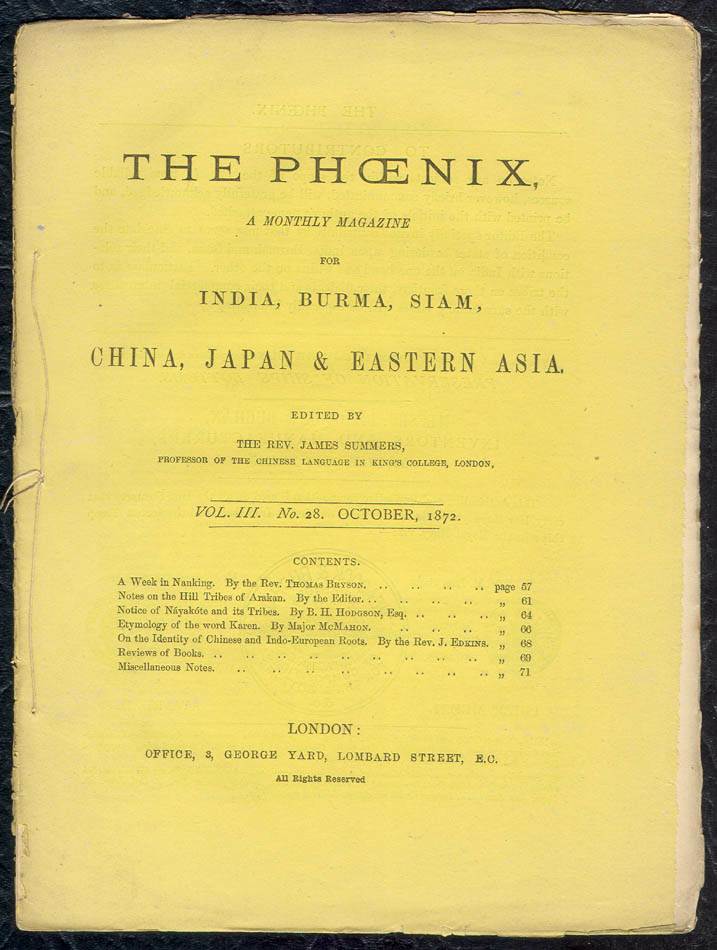 THE PHŒNIX,
A MONTHLY MAGAZINE
FOR
INDIA, BURMA, SIAM,
CHINA, JAPAN & EASTERN ASIA.
EDITED BY
THE REV. JAMES SUMMERS,
PROFESSOR OF THE CHINESE LANGUAGE IN KING'S COLLEGE, LONDON,
VOL. III. No. 28. OCTOBER, 1872.
CONTENTS.
A Week in Nanking. By the Rev. THOMAS BRYSON. .. .. .. .. page 57
Notes on the Hill Tribes of Arakan. By the Editor. .. .. .. .. .. „ 61
Notice of Náyakóte and its Tribes. By B. H. HODGSON, Esq. .. .. .. „ 64
Etymology of the word Karen. By Major McMAHON. .. .. .. .. „ 66
On the Identity of Chinese and Indo-European Roots. By the Rev. J. EDKINS. „ 68
Reviews of Books. .. .. .. .. .. .. .. .. .. .. „ 69
Miscellaneous Notes. .. .. .. .. .. .. .. .. .. „ 71
LONDON:
OFFICE, 3, GEORGE YARD, LOMBARD STREET, E.C.
All Rights Reserved